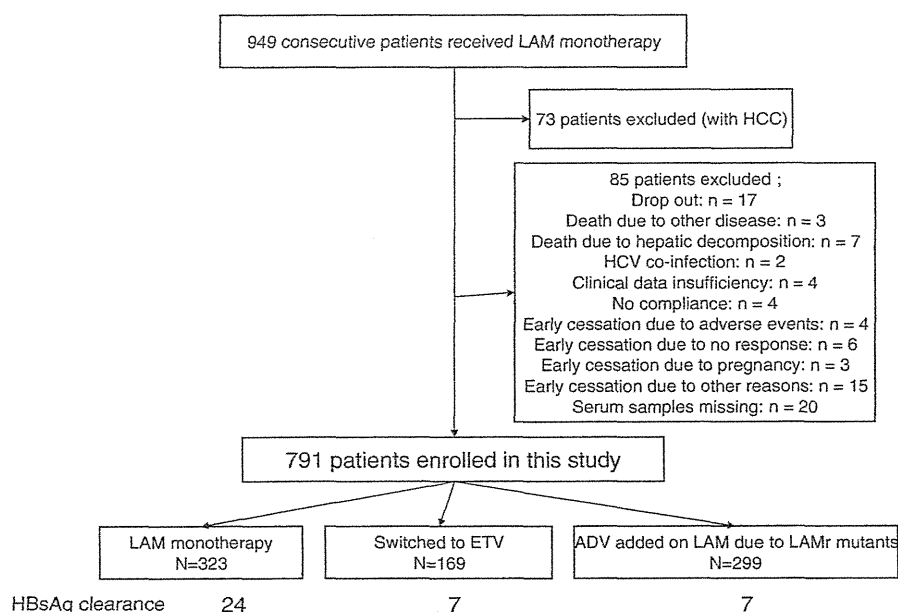 949 consecutive patients received LAM monotherapy
73 patients excluded (with HCC)
85 patients excluded ;
Drop out: n = 17
Death due to other disease: n = 3
Death due to hepatic decomposition: n = 7
HCV co-infection: n = 2
Clinical data insufficiency: n = 4
No compliance: n = 4
Early cessation due to adverse events: n = 4
Early cessation due to no response: n = 6
Early cessation due to pregnancy: n = 3
Early cessation due to other reasons: n = 15
Serum samples missing: n = 20
791 patients enrolled in this study
LAM monotherapy
N=323
Switched to ETV
N=169
ADV added on LAM due to LAMr mutants
N=299
HBsAg clearance 24 7 7